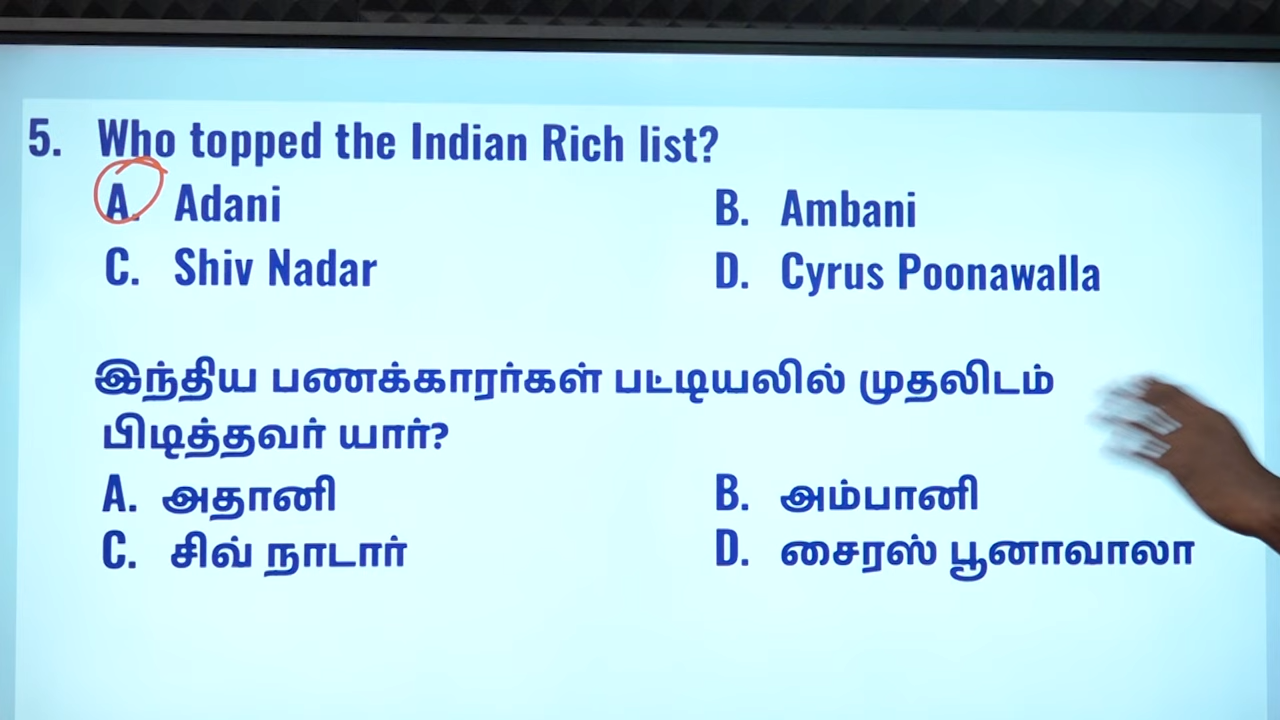 5. Who topped the Indian Rich list?
A. Adani B. Ambani
C. Shiv Nadar D. Cyrus Poonawalla
இந்திய பணக்காரர்கள் பட்டியலில் முதலிடம்
பிடித்தவர் யார்?
A. அதானி B. அம்பானி
C. சிவ் நாடார் D. சைரஸ் பூனாவாலா